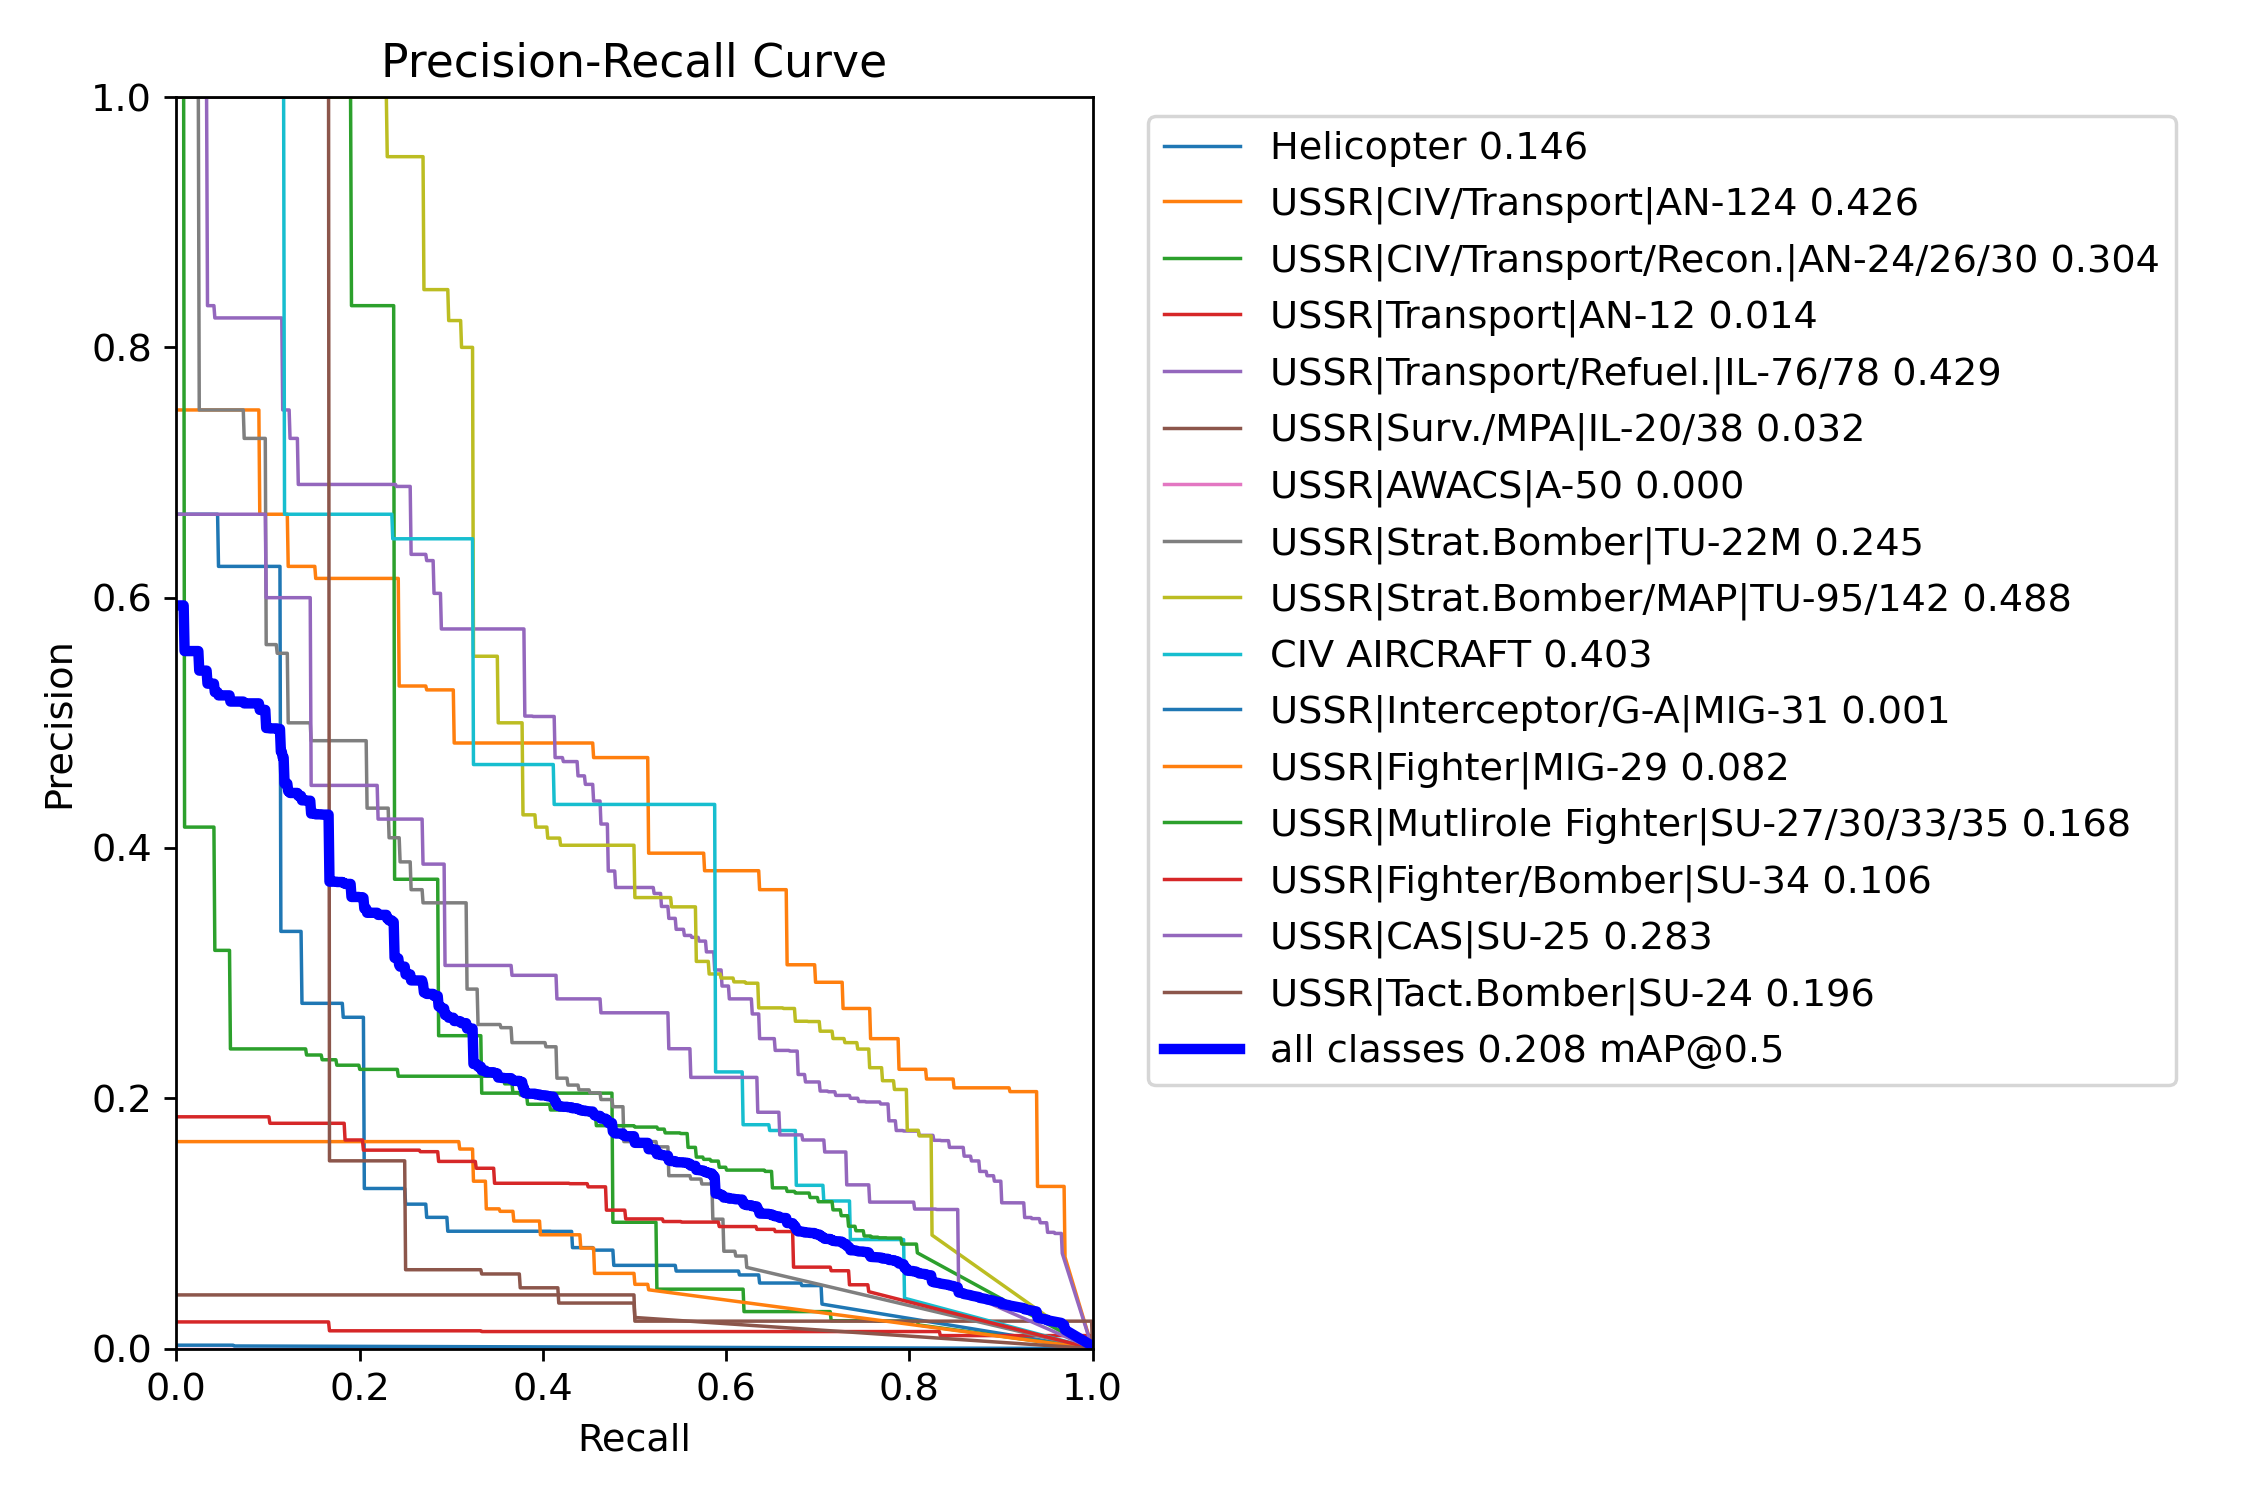 Precision-Recall Curve
1.0
0.8
0.6
0.4
0.2
0.0
Precision
0.0 0.2 0.4 0.6 0.8 1.0
Recall
Helicopter 0.146
USSR|CIV/Transport|AN-124 0.426
USSR|CIV/Transport/Recon.|AN-24/26/30 0.304
USSR|Transport|AN-12 0.014
USSR|Transport/Refuel.|IL-76/78 0.429
USSR|Surv./MPA|IL-20/38 0.032
USSR|AWACS|A-50 0.000
USSR|Strat.Bomber|TU-22M 0.245
USSR|Strat.Bomber/MAP|TU-95/142 0.488
CIV AIRCRAFT 0.403
USSR|Interceptor/G-A|MIG-31 0.001
USSR|Fighter|MIG-29 0.082
USSR|Mutlirole Fighter|SU-27/30/33/35 0.168
USSR|Fighter/Bomber|SU-34 0.106
USSR|CAS|SU-25 0.283
USSR|Tact.Bomber|SU-24 0.196
all classes 0.208 mAP@0.5